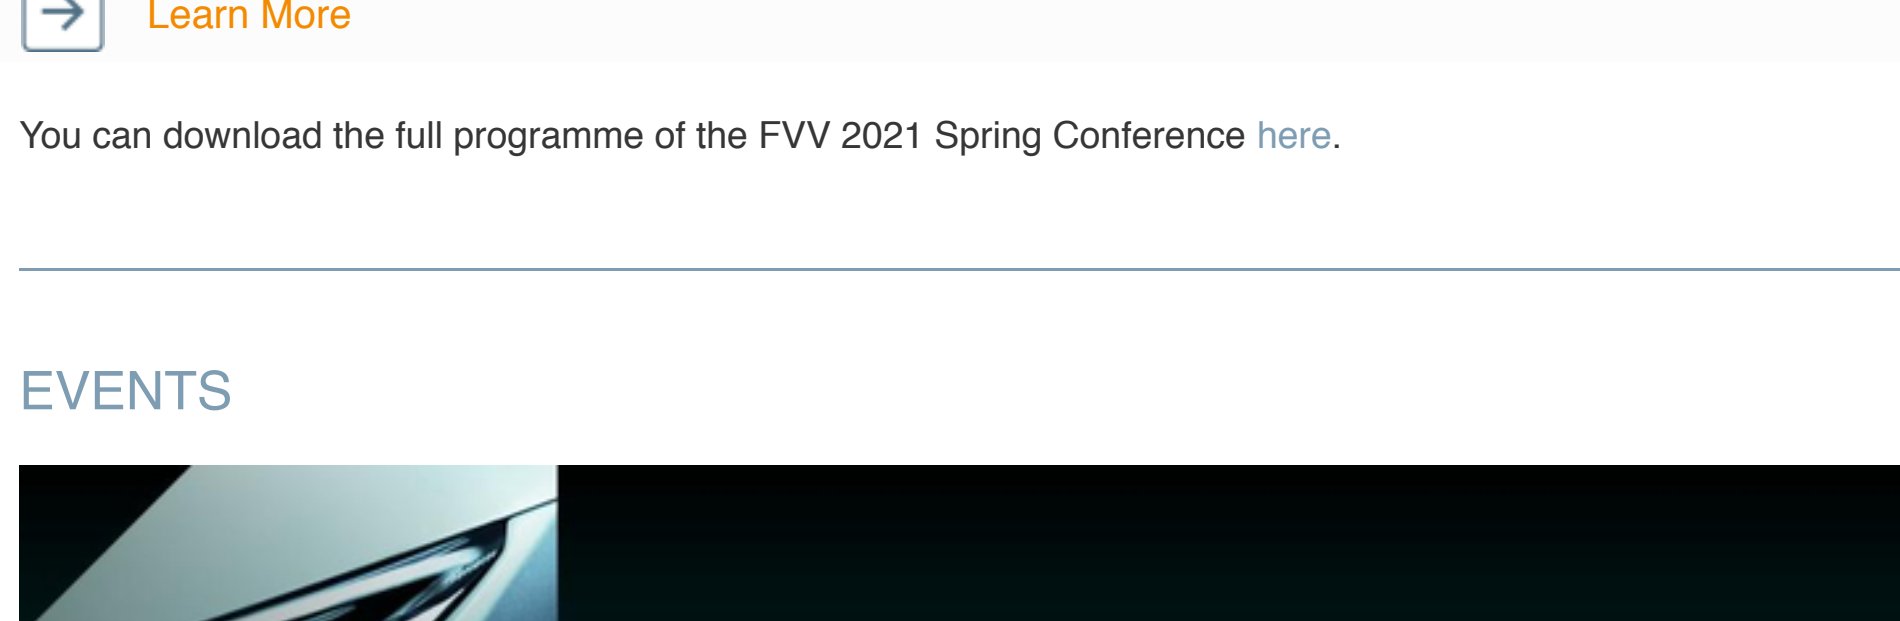 Learn More
You can download the full programme of the FVV 2021 Spring Conference here.
EVENTS